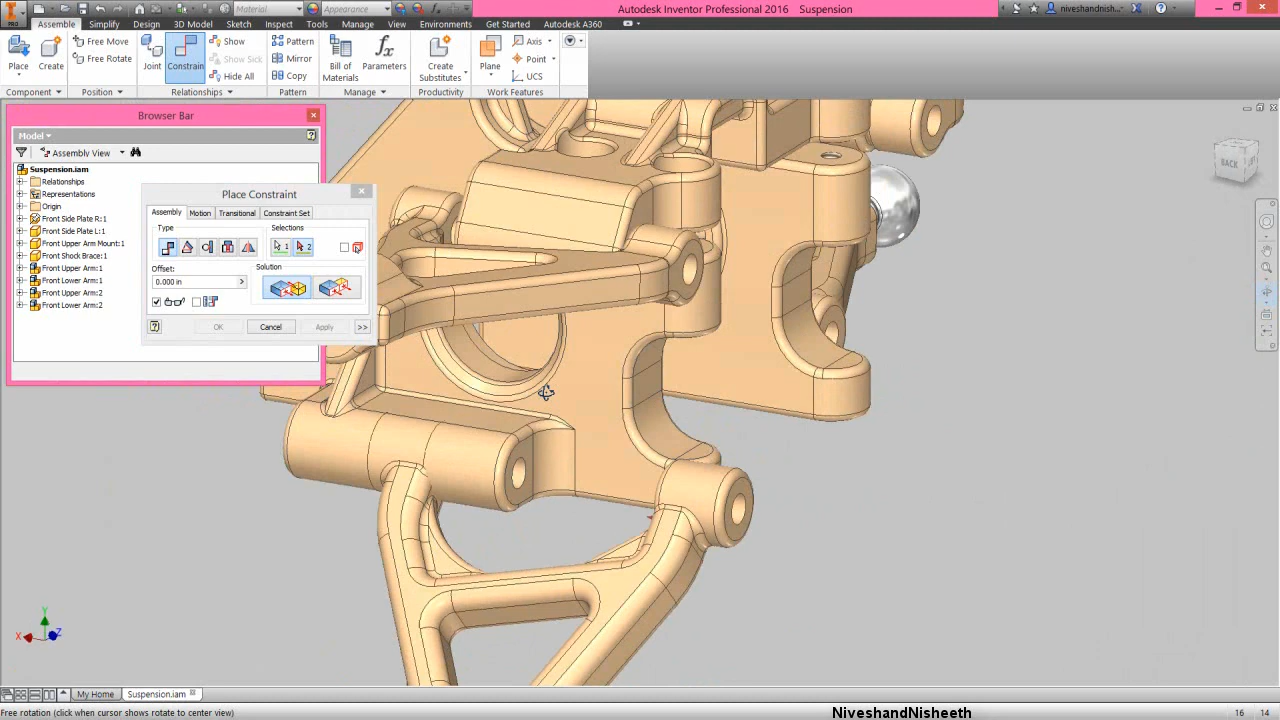 Material
Appearance
Autodesk Inventor Professional 2016 Suspension
niveshandnish...
PRO
Assemble Simplify Design 3D Model Sketch Inspect Tools Manage View Environments Get Started Autodesk A360
Place Create Free Move Free Rotate Joint Constrain Show Show Sick Hide All Pattern Mirror Copy Bill of Materials fx Parameters Create Substitutes Plane Axis Point UCS
Component Position Relationships Pattern Manage Productivity Work Features
Browser Bar
Model
Assembly View
Suspension.iam
Relationships
Representations
Origin
Front Side Plate R:1
Front Side Plate L:1
Front Upper Arm Mount:1
Front Shock Brace:1
Front Upper Arm:1
Front Lower Arm:1
Front Upper Arm:2
Front Lower Arm:2
Place Constraint
Assembly Motion Transitional Constraint Set
Type Selections
1 2
Offset: Solution
0.000 in
OK Cancel Apply >>
BACK
Y
X Z
My Home Suspension.iam
Free rotation (click when cursor shows rotate to center view)
NiveshandNisheeth
16 14